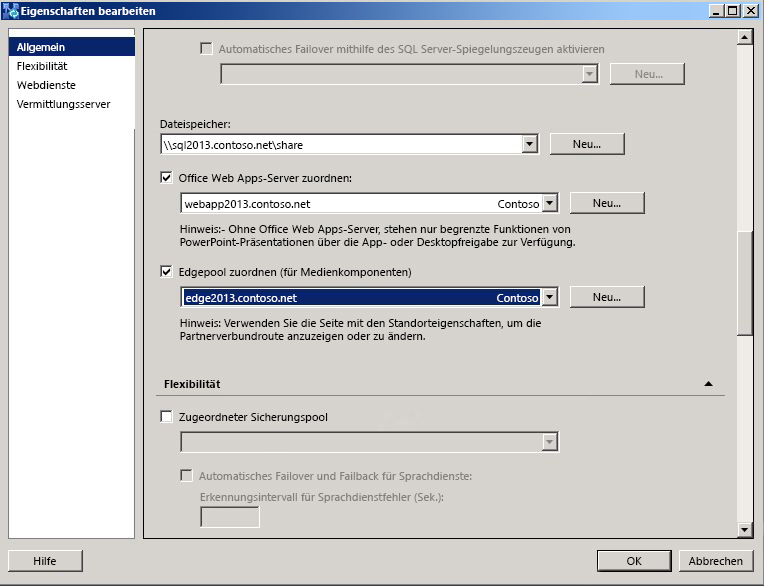 Eigenschaften bearbeiten
Allgemein
Flexibilität
Webdienste
Vermittlungsserver
Automatisches Failover mithilfe des SQL Server-Spiegelungszeugen aktivieren
Neu...
Dateispeicher:
\\sql2013.contoso.net\share
Neu...
Office Web Apps-Server zuordnen:
webapp2013.contoso.net Contoso
Neu...
Hinweis:- Ohne Office Web Apps-Server, stehen nur begrenzte Funktionen von
PowerPoint-Präsentationen über die App- oder Desktopfreigabe zur Verfügung.
Edgepool zuordnen (für Medienkomponenten)
edge2013.contoso.net Contoso
Neu...
Hinweis: Verwenden Sie die Seite mit den Standorteigenschaften, um die
Partnerverbundroute anzuzeigen oder zu ändern.
Flexibilität
Zugeordneter Sicherungspool
Automatisches Failover und Failback für Sprachdienste:
Erkennungsintervall für Sprachdienstfehler (Sek.):
Hilfe
OK
Abbrechen